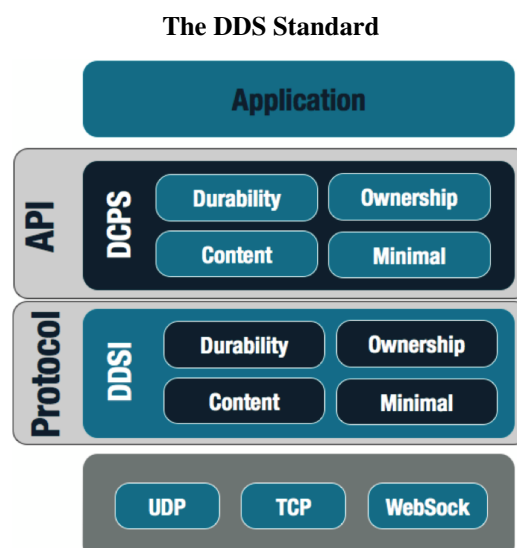 The DDS Standard
Application
API
DCPS
Durability
Ownership
Content
Minimal
Protocol
DDSI
Durability
Ownership
Content
Minimal
UDP
TCP
WebSock